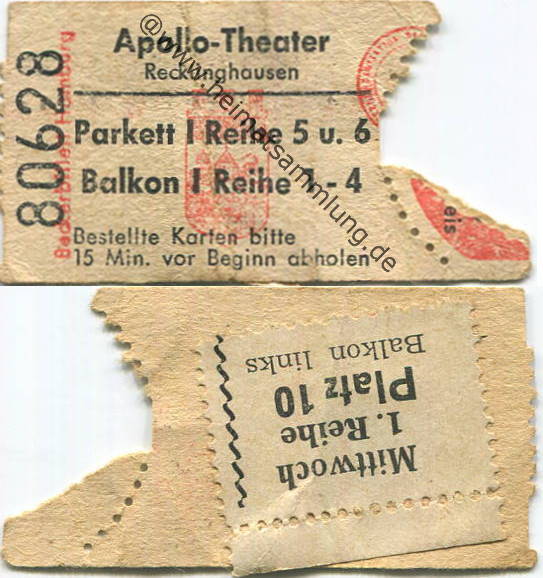 80628
Apollo-Theater
Recklinghausen
Parkett I Reihe 5 u. 6
Balkon I Reihe 1 - 4
Bestellte Karten bitte
15 Min. vor Beginn abholen
eis
@www.heimatsammlung.de
Mittwoch
1. Reihe
Platz 10
Balkon links